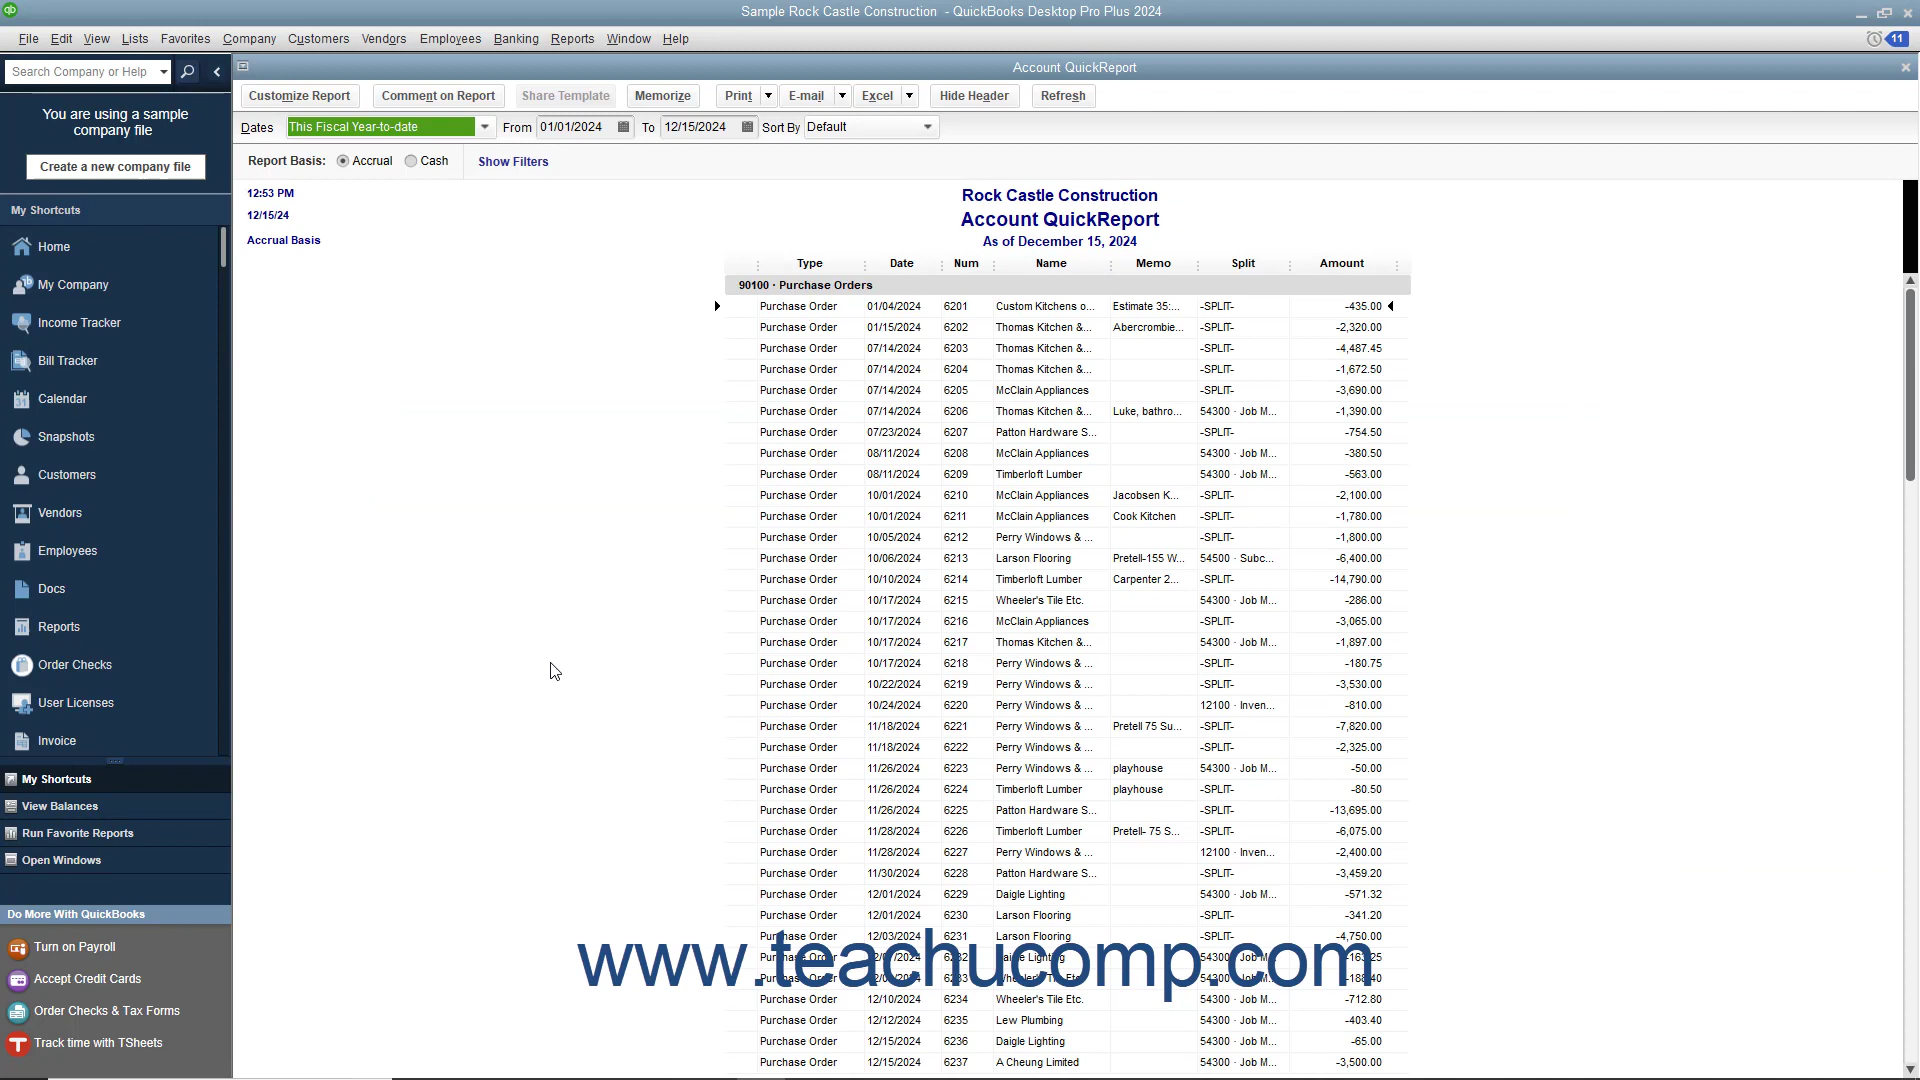 Sample Rock Castle Construction - QuickBooks Desktop Pro Plus 2024
File Edit View Lists Favorites Company Customers Vendors Employees Banking Reports Window Help 11
Search Company or Help
Account QuickReport
Customize Report Comment on Report Share Template Memorize Print E-mail Excel Hide Header Refresh
Dates This Fiscal Year-to-date From 01/01/2024 To 12/15/2024 Sort By Default
Report Basis: Accrual Cash Show Filters
You are using a sample
company file
Create a new company file
My Shortcuts
Home
My Company
Income Tracker
Bill Tracker
Calendar
Snapshots
Customers
Vendors
Employees
Docs
Reports
Order Checks
User Licenses
Invoice
My Shortcuts
View Balances
Run Favorite Reports
Open Windows
Do More With QuickBooks
Turn on Payroll
Accept Credit Cards
Order Checks & Tax Forms
Track time with TSheets
12:53 PM
12/15/24
Accrual Basis
Rock Castle Construction
Account QuickReport
As of December 15, 2024
Type Date Num Name Memo Split Amount
90100 · Purchase Orders
Purchase Order 01/04/2024 6201 Custom Kitchens o... Estimate 35:... -SPLIT- -435.00
Purchase Order 01/15/2024 6202 Thomas Kitchen &... Abercrombie... -SPLIT- -2,320.00
Purchase Order 07/14/2024 6203 Thomas Kitchen &... -SPLIT- -4,487.45
Purchase Order 07/14/2024 6204 Thomas Kitchen &... -SPLIT- -1,672.50
Purchase Order 07/14/2024 6205 McClain Appliances -SPLIT- -3,690.00
Purchase Order 07/14/2024 6206 Thomas Kitchen &... Luke, bathro... 54300 · Job M... -1,390.00
Purchase Order 07/23/2024 6207 Patton Hardware S... -SPLIT- -754.50
Purchase Order 08/11/2024 6208 McClain Appliances 54300 · Job M... -380.50
Purchase Order 08/11/2024 6209 Timberloft Lumber 54300 · Job M... -563.00
Purchase Order 10/01/2024 6210 McClain Appliances Jacobsen K... -SPLIT- -2,100.00
Purchase Order 10/01/2024 6211 McClain Appliances Cook Kitchen -SPLIT- -1,780.00
Purchase Order 10/05/2024 6212 Perry Windows & ... -SPLIT- -1,800.00
Purchase Order 10/06/2024 6213 Larson Flooring Pretell-155 W... 54500 · Subc... -6,400.00
Purchase Order 10/10/2024 6214 Timberloft Lumber Carpenter 2... -SPLIT- -14,790.00
Purchase Order 10/17/2024 6215 Wheeler's Tile Etc. 54300 · Job M... -286.00
Purchase Order 10/17/2024 6216 McClain Appliances -SPLIT- -3,065.00
Purchase Order 10/17/2024 6217 Thomas Kitchen &... 54300 · Job M... -1,897.00
Purchase Order 10/17/2024 6218 Perry Windows & ... -SPLIT- -180.75
Purchase Order 10/22/2024 6219 Perry Windows & ... -SPLIT- -3,530.00
Purchase Order 10/24/2024 6220 Perry Windows & ... 12100 · Inven... -810.00
Purchase Order 11/18/2024 6221 Perry Windows & ... Pretell 75 Su... -SPLIT- -7,820.00
Purchase Order 11/18/2024 6222 Perry Windows & ... -SPLIT- -2,325.00
Purchase Order 11/26/2024 6223 Perry Windows & ... playhouse 54300 · Job M... -50.00
Purchase Order 11/26/2024 6224 Timberloft Lumber playhouse 54300 · Job M... -80.50
Purchase Order 11/26/2024 6225 Patton Hardware S... -SPLIT- -13,695.00
Purchase Order 11/28/2024 6226 Timberloft Lumber Pretell- 75 S... -SPLIT- -6,075.00
Purchase Order 11/28/2024 6227 Perry Windows & ... 12100 · Inven... -2,400.00
Purchase Order 11/30/2024 6228 Patton Hardware S... -SPLIT- -3,459.20
Purchase Order 12/01/2024 6229 Daigle Lighting 54300 · Job M... -571.32
Purchase Order 12/01/2024 6230 Larson Flooring -SPLIT- -341.20
Purchase Order 12/03/2024 6231 Larson Flooring -SPLIT- -4,750.00
Purchase Order 6232 Daigle Lighting 54300 · Job M...
www.teachucomp.com
Purchase Order 6233 Wheeler's Tile Etc. 54300 · Job M... -188.40
Purchase Order 12/10/2024 6234 Wheeler's Tile Etc. 54300 · Job M... -712.80
Purchase Order 12/12/2024 6235 Lew Plumbing 54300 · Job M... -403.40
Purchase Order 12/15/2024 6236 Daigle Lighting 54300 · Job M... -65.00
Purchase Order 12/15/2024 6237 A Cheung Limited 54300 · Job M... -3,500.00